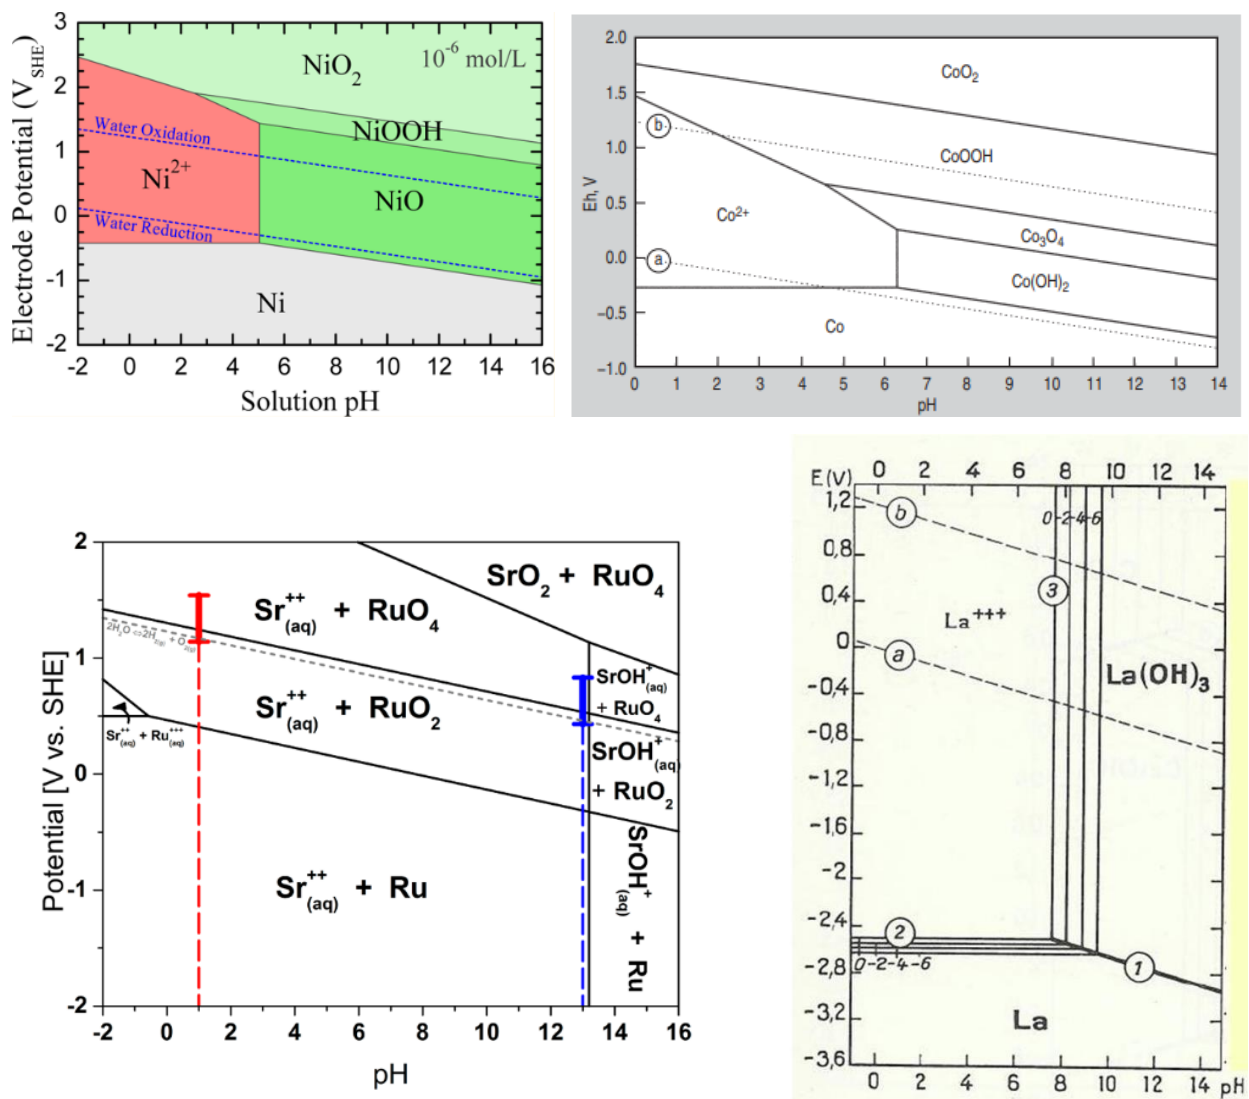 Electrode Potential (V_SHE)
3
2
1
0
-1
-2
NiO₂
10⁻⁶ mol/L
NiOOH
Water Oxidation
Ni²⁺
NiO
Water Reduction
Ni
-2 0 2 4 6 8 10 12 14 16
Solution pH
Eh, V
2.0
1.5
1.0
0.5
0.0
−0.5
−1.0
CoO₂
b
CoOOH
Co²⁺
Co₃O₄
a
Co(OH)₂
Co
0 1 2 3 4 5 6 7 8 9 10 11 12 13 14
pH
Potential [V vs. SHE]
2
1
0
-1
-2
SrO₂ + RuO₄
Sr⁺⁺(aq) + RuO₄
2H₂O ⇔ 2H₂(g) + O₂(g)
SrOH⁺(aq)
+ RuO₄
Sr⁺⁺(aq) + RuO₂
SrOH⁺(aq)
+ RuO₂
Sr⁺⁺(aq) + Ru⁺⁺⁺(aq)
Sr⁺⁺(aq) + Ru
SrOH⁺(aq) + Ru
-2 0 2 4 6 8 10 12 14 16
pH
E(V) 0 2 4 6 8 10 12 14
1,2
0,8
0,4
0
-0,4
-0,8
-1,2
-1,6
-2
-2,4
-2,8
-3,2
-3,6
b
0 -2 -4 -6
3
La⁺⁺⁺
a
La(OH)₃
2
0 -2 -4 -6
1
La
0 2 4 6 8 10 12 14 pH